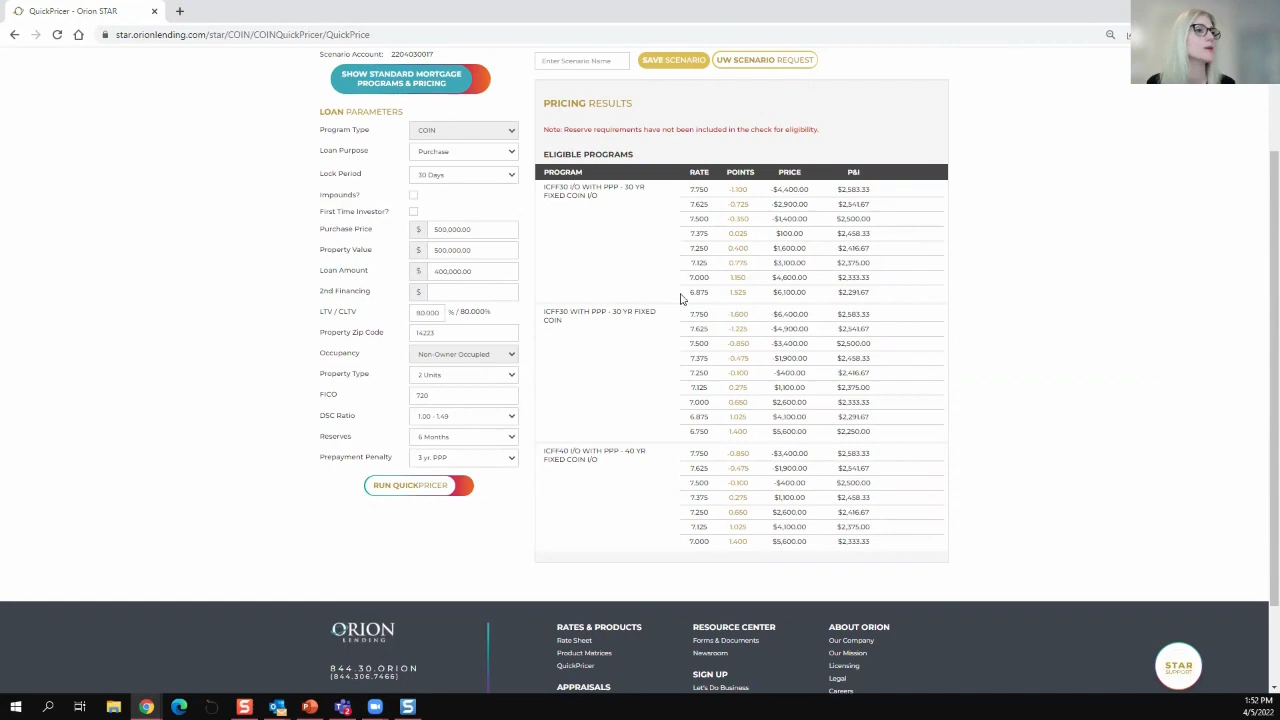 QuickPricer - Orion STAR
star.orionlending.com/star/COIN/COINQuickPricer/QuickPrice
Scenario Account: 2204030017
SHOW STANDARD MORTGAGE
PROGRAMS & PRICING
LOAN PARAMETERS
Program Type COIN
Loan Purpose Purchase
Lock Period 30 Days
Impounds?
First Time Investor?
Purchase Price $ 500,000.00
Property Value $ 500,000.00
Loan Amount $ 400,000.00
2nd Financing $
LTV / CLTV 80.000 % / 80.000%
Property Zip Code 14223
Occupancy Non-Owner Occupied
Property Type 2 Units
FICO 720
DSC Ratio 1.00 - 1.49
Reserves 6 Months
Prepayment Penalty 3 yr. PPP
RUN QUICKPRICER
Enter Scenario Name SAVE SCENARIO UW SCENARIO REQUEST
PRICING RESULTS
Note: Reserve requirements have not been included in the check for eligibility.
ELIGIBLE PROGRAMS
PROGRAM RATE POINTS PRICE P&I
ICFF30 I/O WITH PPP - 30 YR
FIXED COIN I/O
7.750 -1.100 -$4,400.00 $2,583.33
7.625 -0.725 -$2,900.00 $2,541.67
7.500 -0.350 -$1,400.00 $2,500.00
7.375 0.025 $100.00 $2,458.33
7.250 0.400 $1,600.00 $2,416.67
7.125 0.775 $3,100.00 $2,375.00
7.000 1.150 $4,600.00 $2,333.33
6.875 1.525 $6,100.00 $2,291.67
ICFF30 WITH PPP - 30 YR FIXED
COIN
7.750 -1.600 -$6,400.00 $2,583.33
7.625 -1.225 -$4,900.00 $2,541.67
7.500 -0.850 -$3,400.00 $2,500.00
7.375 -0.475 -$1,900.00 $2,458.33
7.250 -0.100 -$400.00 $2,416.67
7.125 0.275 $1,100.00 $2,375.00
7.000 0.650 $2,600.00 $2,333.33
6.875 1.025 $4,100.00 $2,291.67
6.750 1.400 $5,600.00 $2,250.00
ICFF40 I/O WITH PPP - 40 YR
FIXED COIN I/O
7.750 -0.850 -$3,400.00 $2,583.33
7.625 -0.475 -$1,900.00 $2,541.67
7.500 -0.100 -$400.00 $2,500.00
7.375 0.275 $1,100.00 $2,458.33
7.250 0.650 $2,600.00 $2,416.67
7.125 1.025 $4,100.00 $2,375.00
7.000 1.400 $5,600.00 $2,333.33
ORION
LENDING
844.30.ORION
(844.306.7466)
RATES & PRODUCTS
Rate Sheet
Product Matrices
QuickPricer
APPRAISALS
RESOURCE CENTER
Forms & Documents
Newsroom
SIGN UP
Let's Do Business
ABOUT ORION
Our Company
Our Mission
Licensing
Legal
Careers
STAR
SUPPORT
1:52 PM
4/5/2022